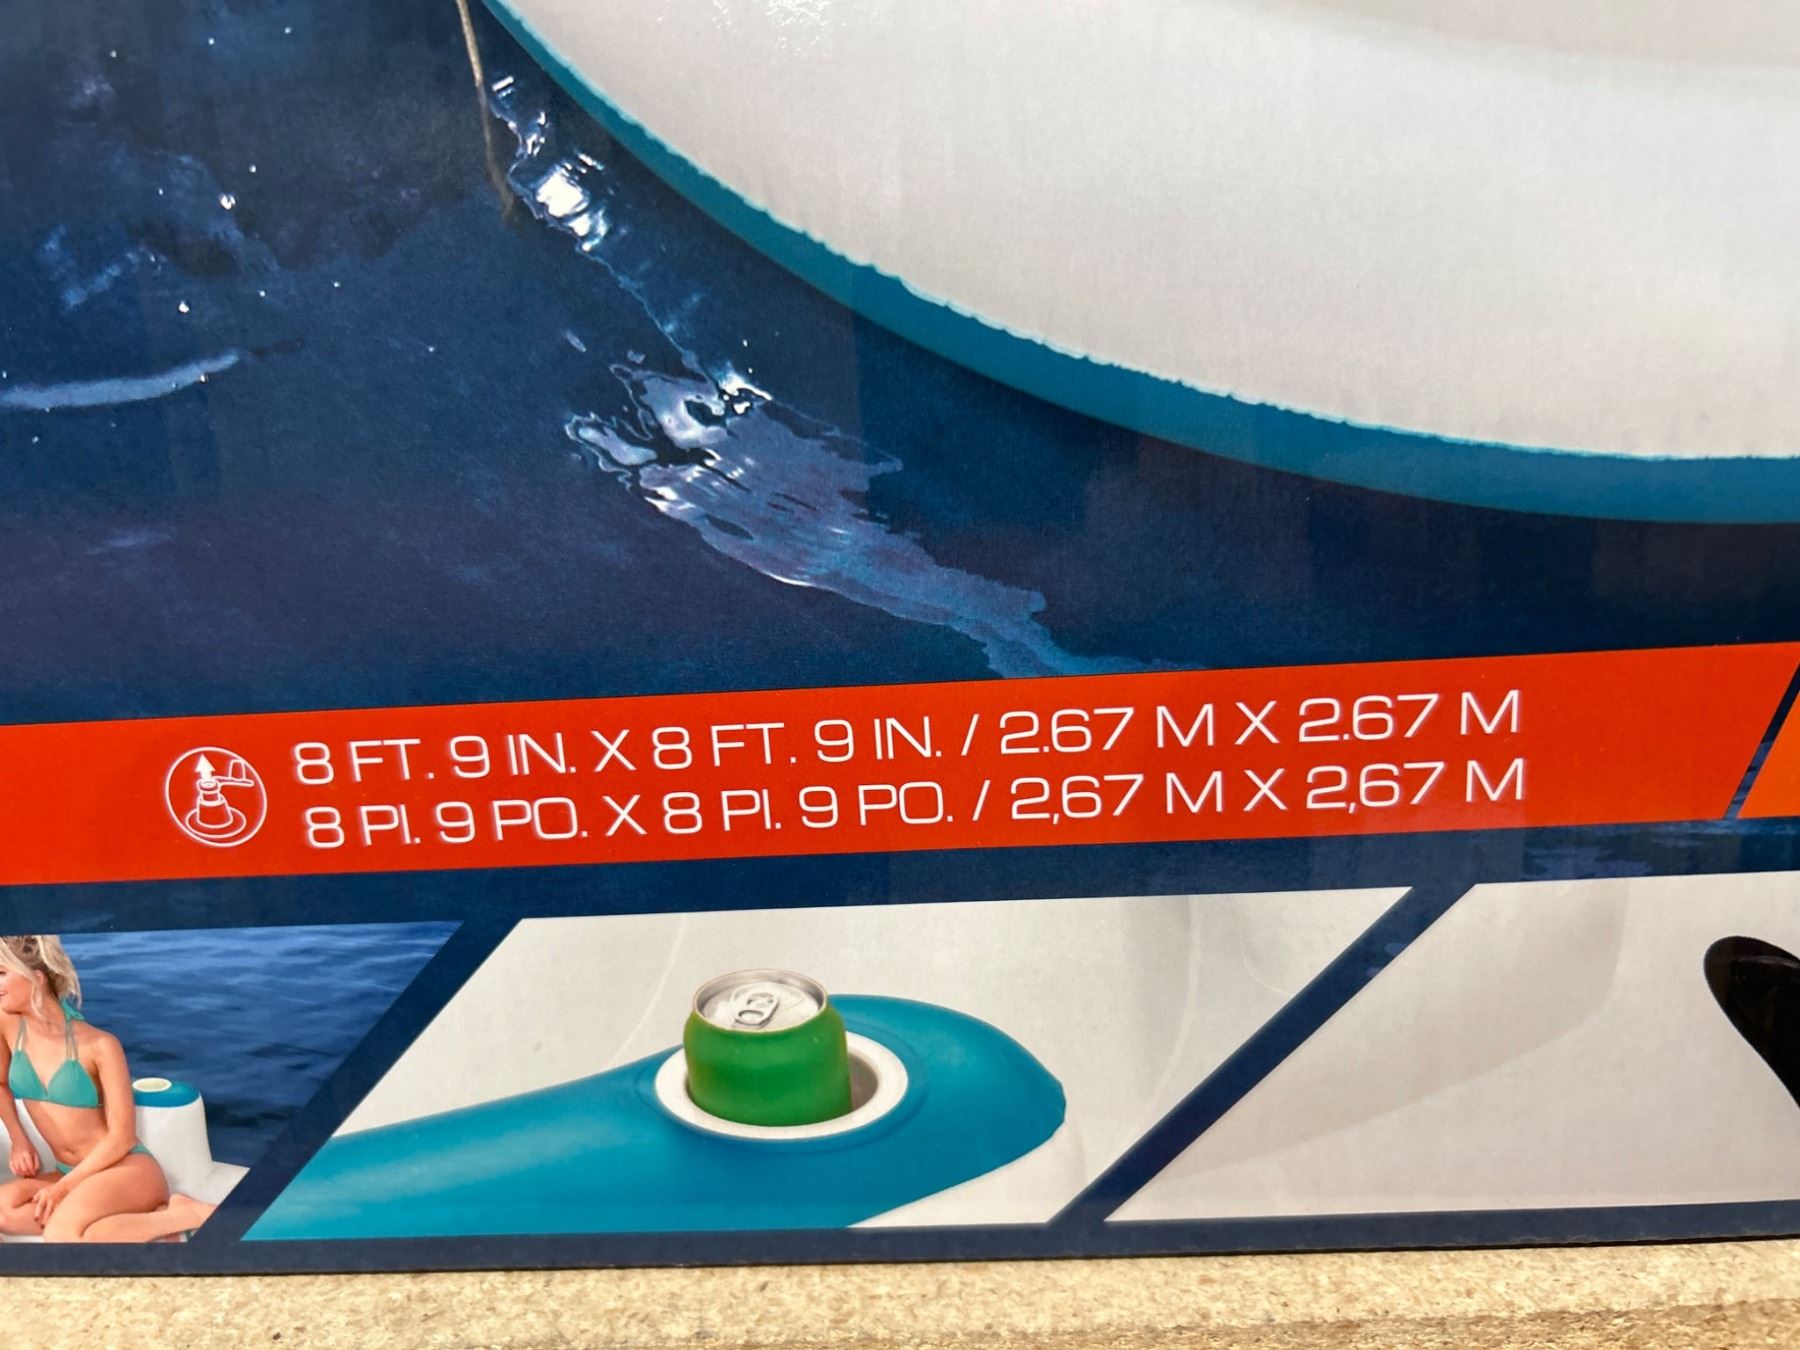 8 FT. 9 IN. X 8 FT. 9 IN. / 2.67 M X 2.67 M
8 PI. 9 PO. X 8 PI. 9 PO. / 2,67 M X 2,67 M